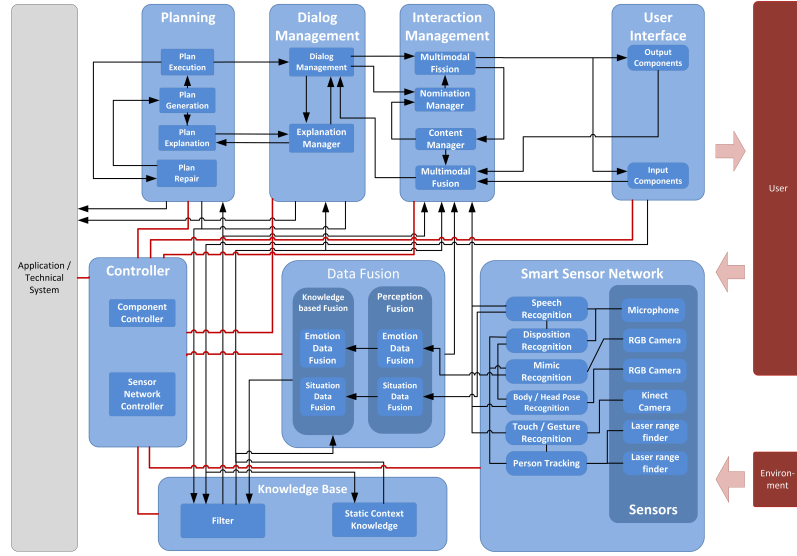 Planning
Plan
Execution
Plan
Generation
Plan
Explanation
Plan
Repair
Dialog
Management
Dialog
Management
Explanation
Manager
Interaction
Management
Multimodal
Fission
Nomination
Manager
Content
Manager
Multimodal
Fusion
User
Interface
Output
Components
Input
Components
User
Application /
Technical
System
Controller
Component
Controller
Sensor
Network
Controller
Data Fusion
Knowledge
based Fusion
Emotion
Data
Fusion
Situation
Data
Fusion
Perception
Fusion
Emotion
Data
Fusion
Situation
Data
Fusion
Smart Sensor Network
Speech
Recognition
Disposition
Recognition
Mimic
Recognition
Body / Head Pose
Recognition
Touch / Gesture
Recognition
Person Tracking
Microphone
RGB Camera
RGB Camera
Kinect
Camera
Laser range
finder
Laser range
finder
Sensors
Environ-
ment
Knowledge Base
Filter
Static Context
Knowledge